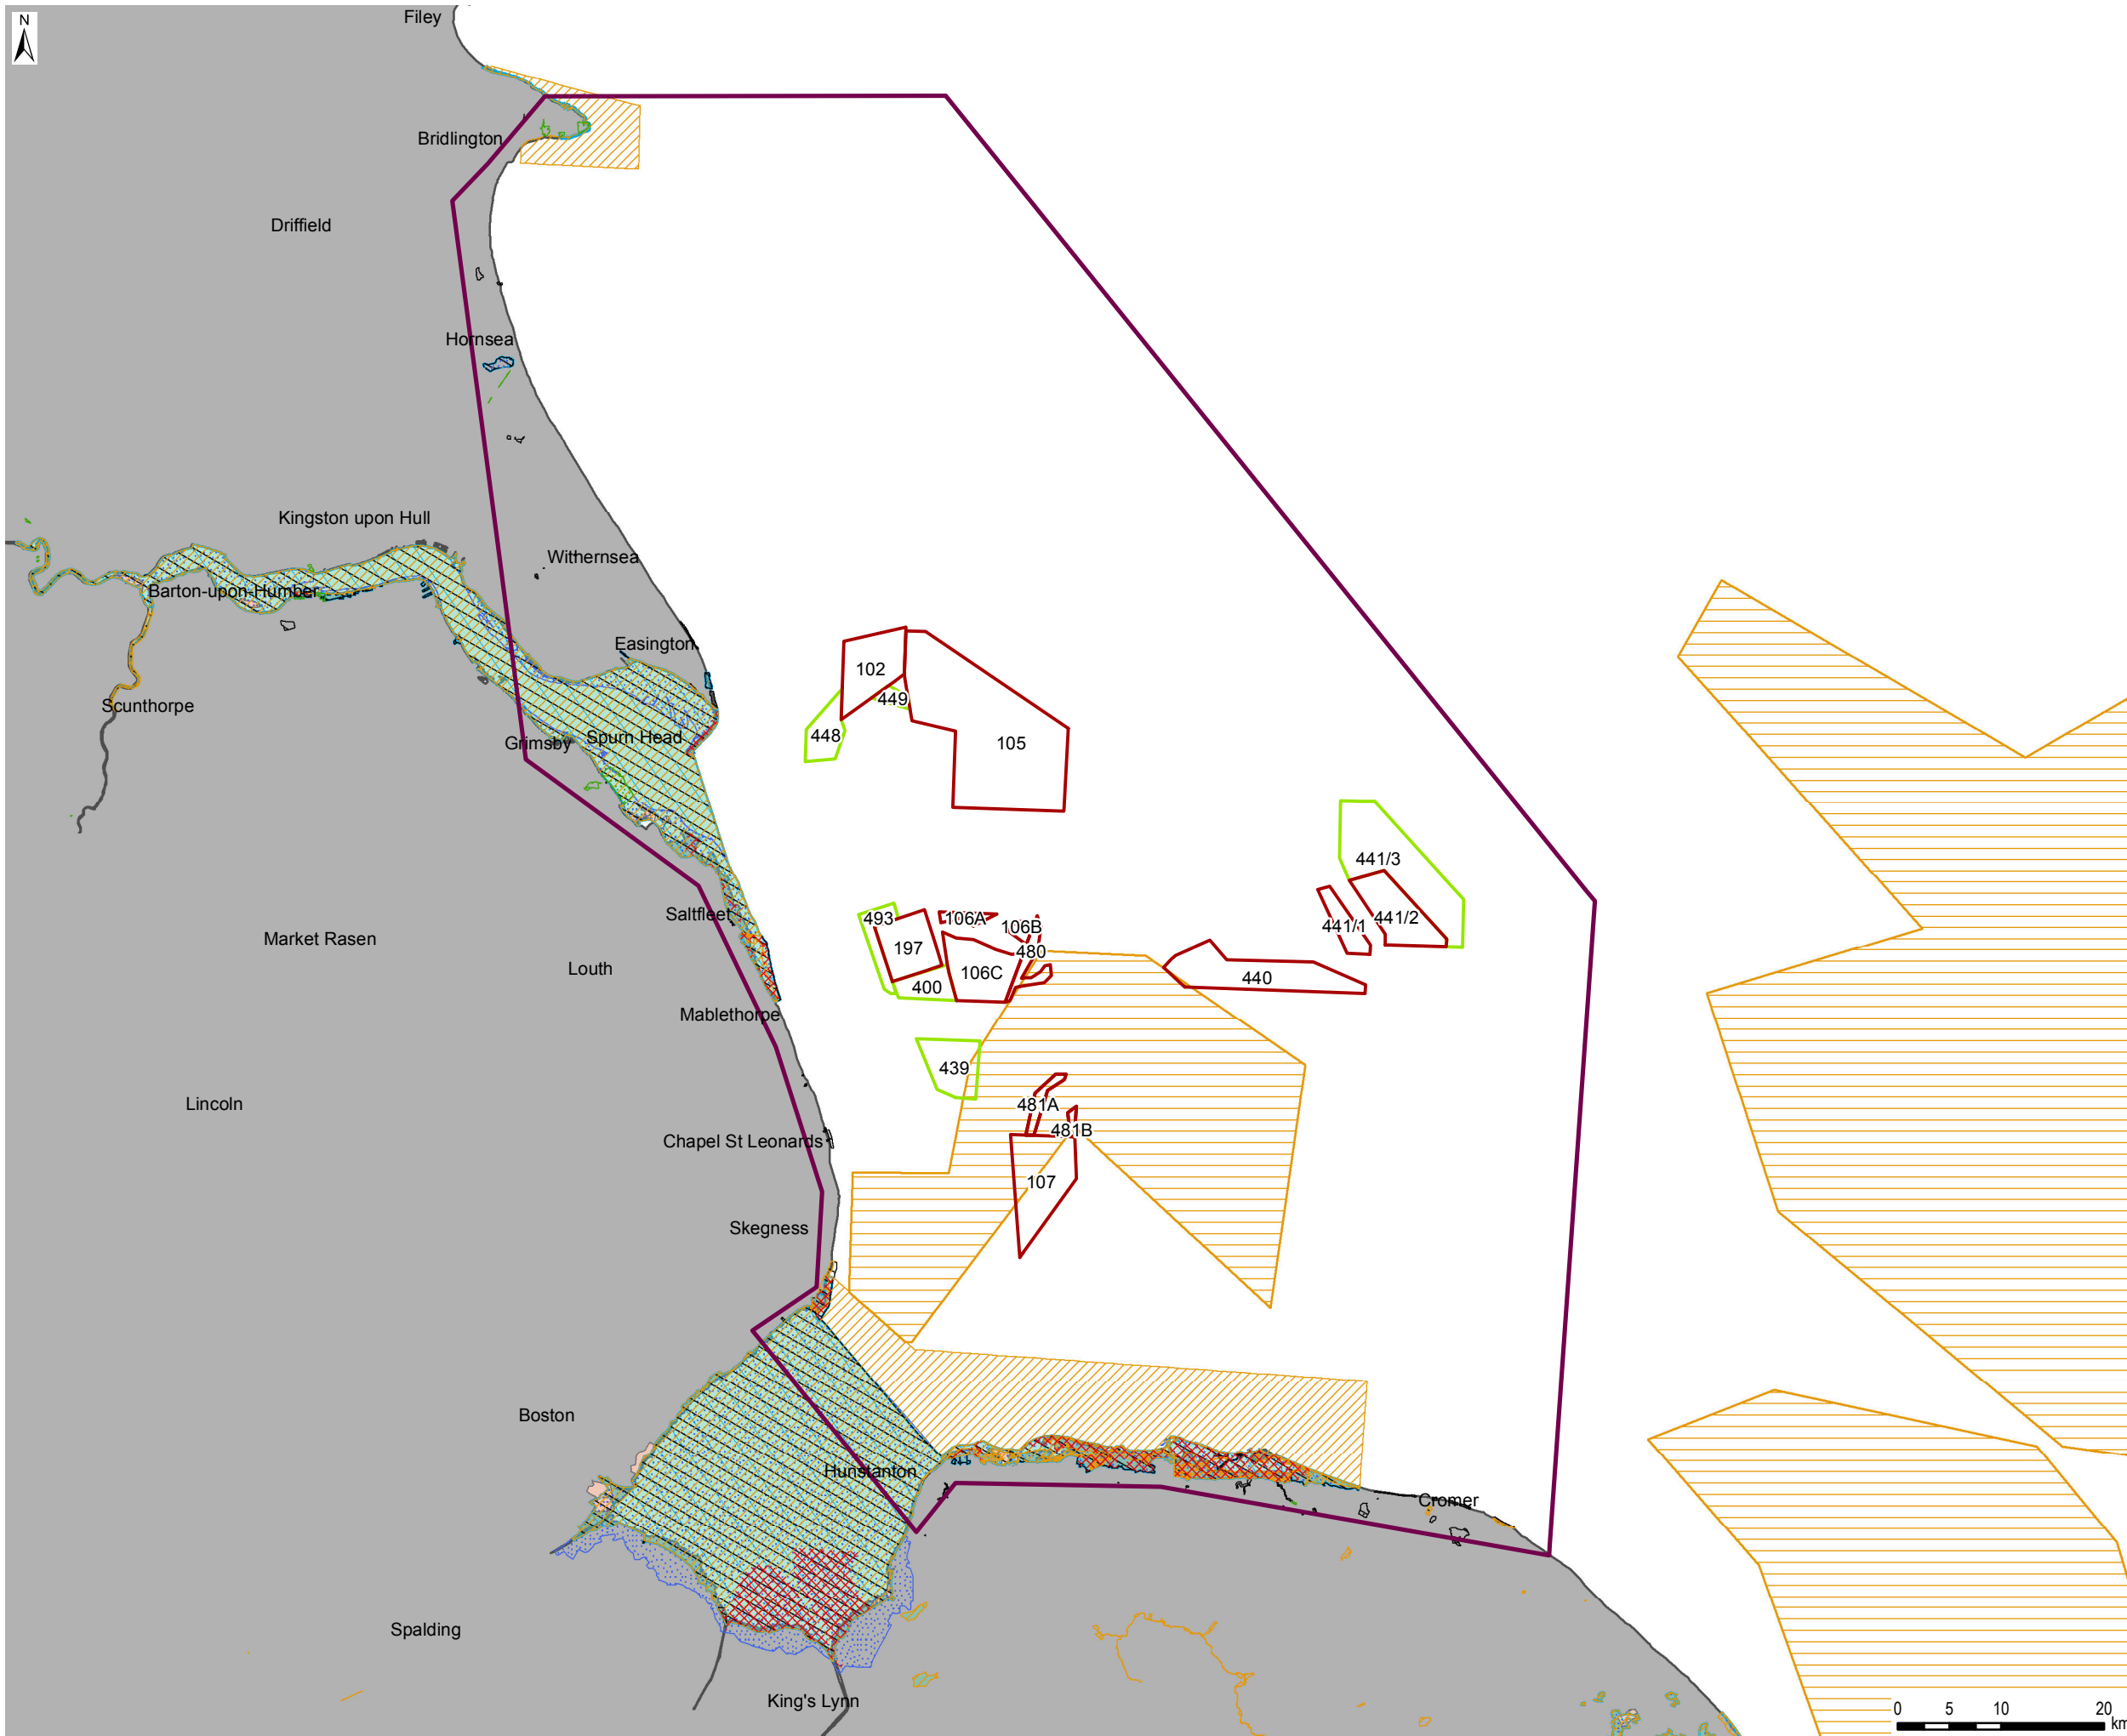 Filey
N
Bridlington
Driffield
Hornsea
Kingston upon Hull
Withernsea
Barton-upon-Humber
Easington
102
449
Scunthorpe
448
Grimsby
Spurn Head
105
441/3
Saltfleet
493
106A
106B
441/1
441/2
Market Rasen
197
480
Louth
106C
440
400
Mablethorpe
439
Lincoln
481A
481B
Chapel St Leonards
107
Skegness
Boston
Hunstanton
Cromer
Spalding
King's Lynn
0 5 10 20
km